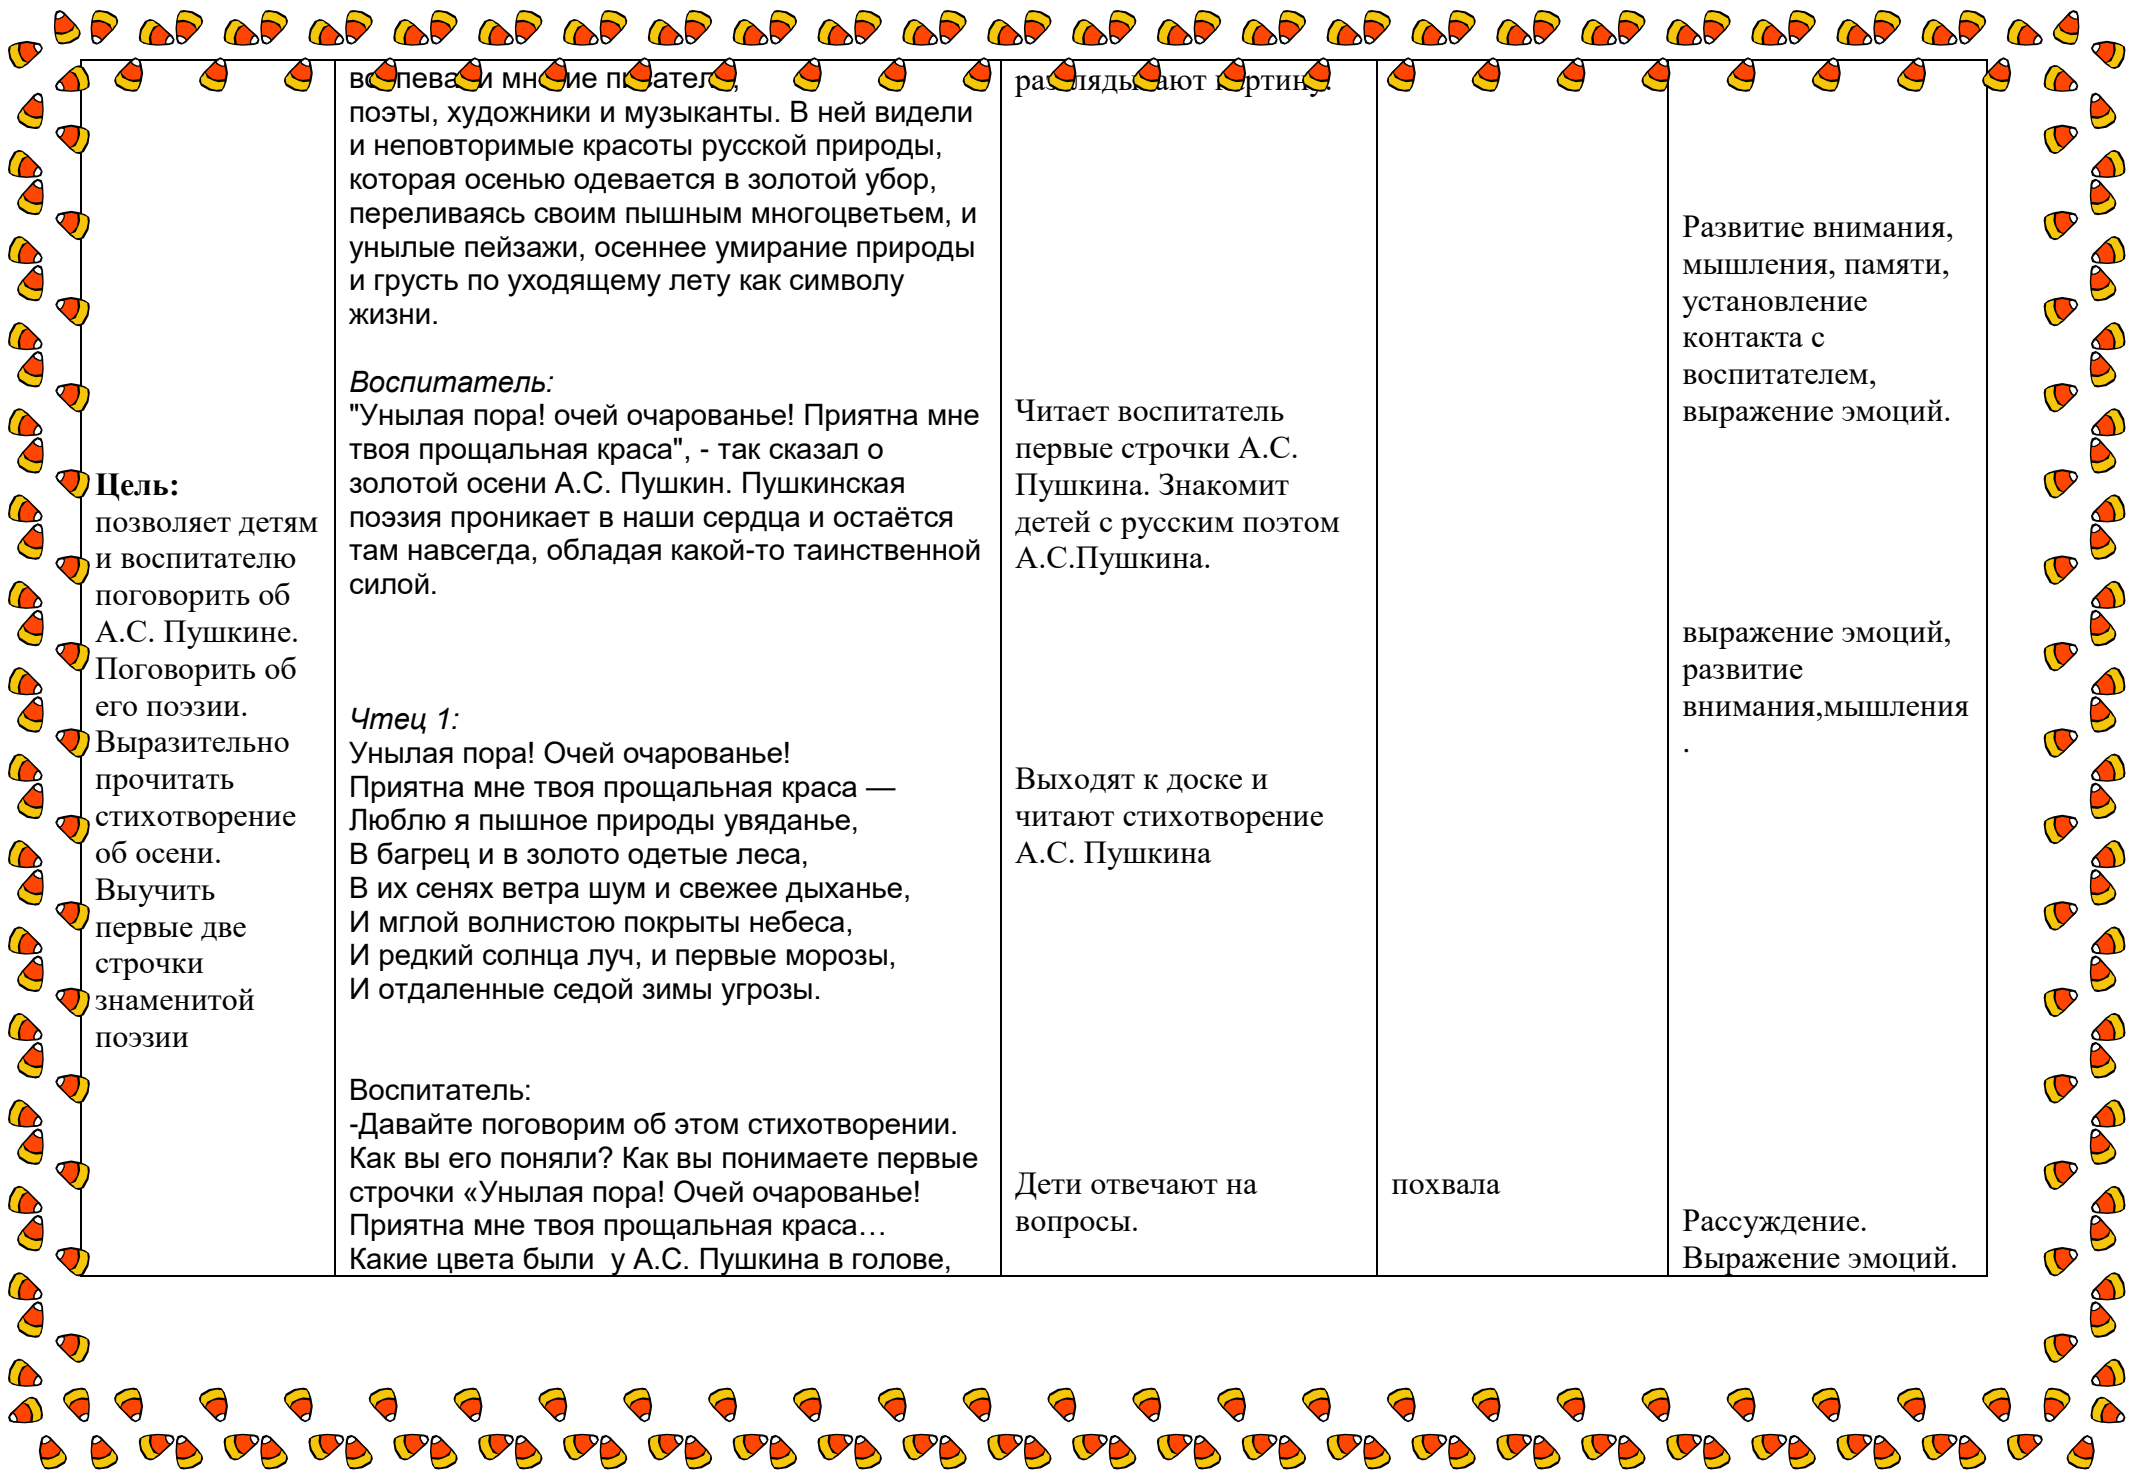 Цель:
позволяет детям
и воспитателю
поговорить об
А.С. Пушкине.
Поговорить об
его поэзии.
Выразительно
прочитать
стихотворение
об осени.
Выучить
первые две
строчки
знаменитой
поэзии
поэты, художники и музыканты. В ней видели
и неповторимые красоты русской природы,
которая осенью одевается в золотой убор,
переливаясь своим пышным многоцветьем, и
унылые пейзажи, осеннее умирание природы
и грусть по уходящему лету как символу
жизни.
Воспитатель:
"Унылая пора! очей очарованье! Приятна мне
твоя прощальная краса", - так сказал о
золотой осени А.С. Пушкин. Пушкинская
поэзия проникает в наши сердца и остаётся
там навсегда, обладая какой-то таинственной
силой.
Чтец 1:
Унылая пора! Очей очарованье!
Приятна мне твоя прощальная краса —
Люблю я пышное природы увяданье,
В багрец и в золото одетые леса,
В их сенях ветра шум и свежее дыханье,
И мглой волнистою покрыты небеса,
И редкий солнца луч, и первые морозы,
И отдаленные седой зимы угрозы.
Воспитатель:
-Давайте поговорим об этом стихотворении.
Как вы его поняли? Как вы понимаете первые
строчки «Унылая пора! Очей очарованье!
Приятна мне твоя прощальная краса…
Какие цвета были у А.С. Пушкина в голове,
Читает воспитатель
первые строчки А.С.
Пушкина. Знакомит
детей с русским поэтом
А.С.Пушкина.
Выходят к доске и
читают стихотворение
А.С. Пушкина
Дети отвечают на
вопросы.
похвала
Развитие внимания,
мышления, памяти,
установление
контакта с
воспитателем,
выражение эмоций.
выражение эмоций,
развитие
внимания,мышления
.
Рассуждение.
Выражение эмоций.